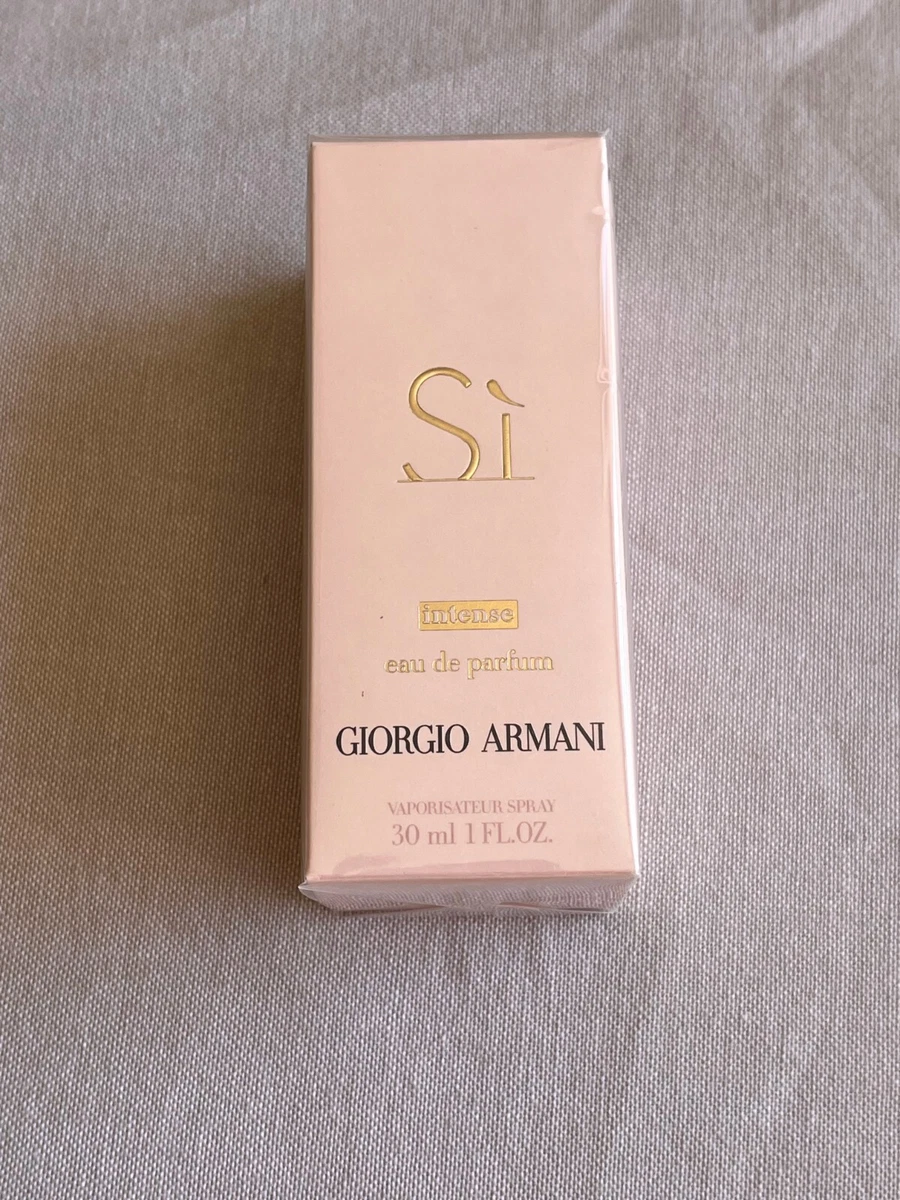 Sì
intense
eau de parfum
GIORGIO ARMANI
VAPORISATEUR SPRAY
30 ml 1 FL.OZ.